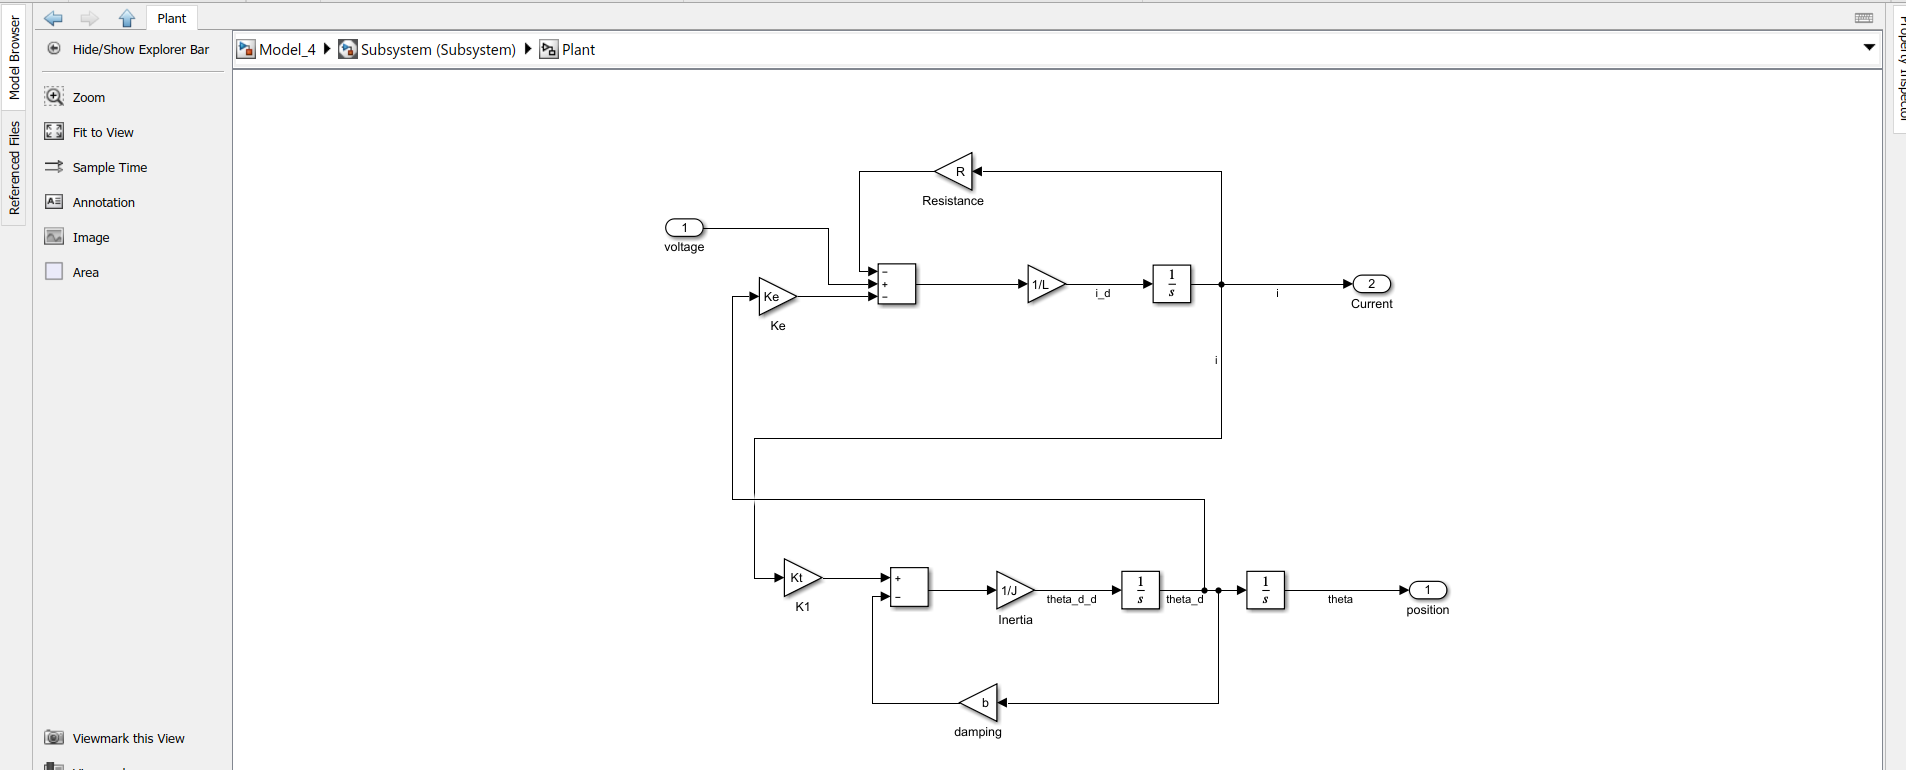 Plant
Model Browser
Referenced Files
Hide/Show Explorer Bar
Zoom
Fit to View
Sample Time
Annotation
Image
Area
Viewmark this View
Model_4 Subsystem (Subsystem) Plant
Property Inspector
R
Resistance
1
voltage
Ke
Ke
−
+
−
1/L
i_d
1
s
i
2
Current
i
Kt
K1
+
−
1/J
Inertia
theta_d_d
1
s
theta_d
1
s
theta
1
position
b
damping